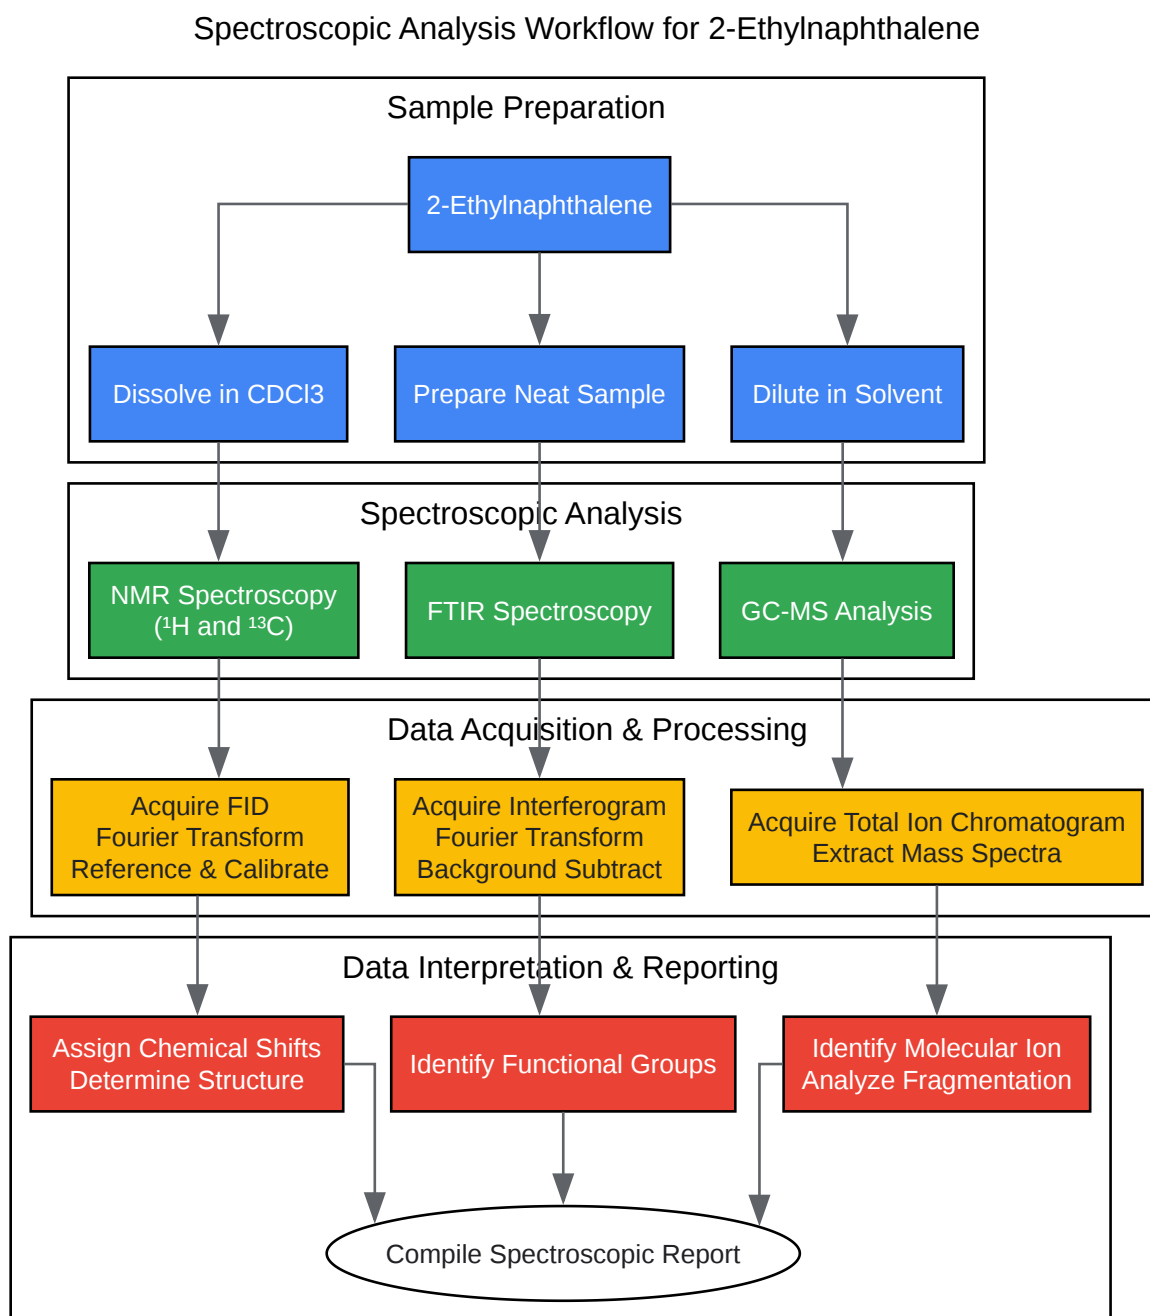 Spectroscopic Analysis Workflow for 2-Ethylnaphthalene
Sample Preparation
2-Ethylnaphthalene
Dissolve in CDCl3
Prepare Neat Sample
Dilute in Solvent
Spectroscopic Analysis
NMR Spectroscopy
(¹H and ¹³C)
FTIR Spectroscopy
GC-MS Analysis
Data Acquisition & Processing
Acquire FID
Fourier Transform
Reference & Calibrate
Acquire Interferogram
Fourier Transform
Background Subtract
Acquire Total Ion Chromatogram
Extract Mass Spectra
Data Interpretation & Reporting
Assign Chemical Shifts
Determine Structure
Identify Functional Groups
Identify Molecular Ion
Analyze Fragmentation
Compile Spectroscopic Report